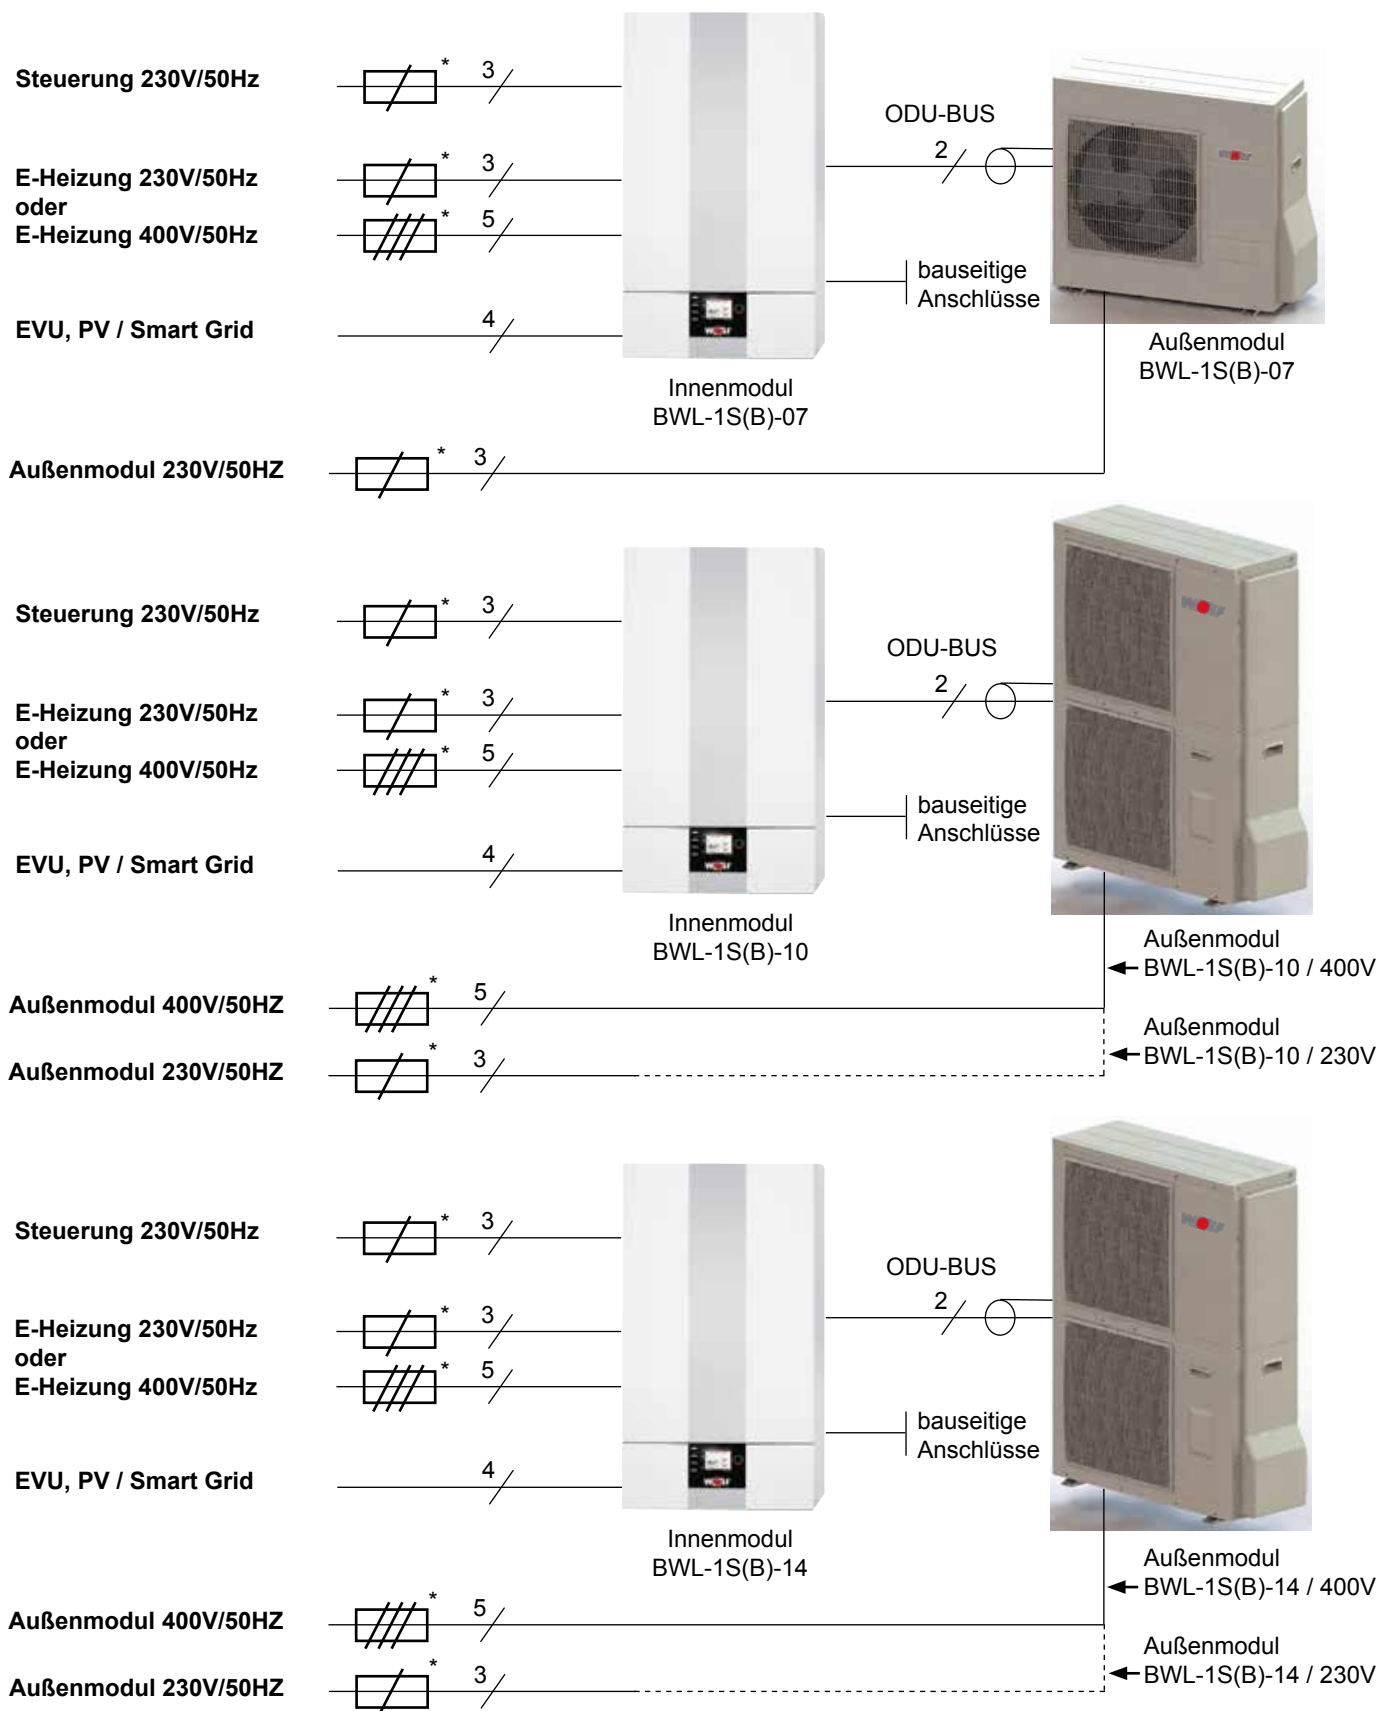 Steuerung 230V/50Hz
* 3
E-Heizung 230V/50Hz
* 3
oder
E-Heizung 400V/50Hz
* 5
EVU, PV / Smart Grid
4
ODU-BUS
2
bauseitige
Anschlüsse
WOLF
WOLF
Innenmodul
BWL-1S(B)-07
Außenmodul
BWL-1S(B)-07
Außenmodul 230V/50HZ
* 3
Steuerung 230V/50Hz
* 3
E-Heizung 230V/50Hz
* 3
oder
E-Heizung 400V/50Hz
* 5
EVU, PV / Smart Grid
4
ODU-BUS
2
bauseitige
Anschlüsse
WOLF
WOLF
Innenmodul
BWL-1S(B)-10
Außenmodul
BWL-1S(B)-10 / 400V
Außenmodul 400V/50HZ
* 5
Außenmodul
BWL-1S(B)-10 / 230V
Außenmodul 230V/50HZ
* 3
Steuerung 230V/50Hz
* 3
E-Heizung 230V/50Hz
* 3
oder
E-Heizung 400V/50Hz
* 5
EVU, PV / Smart Grid
4
ODU-BUS
2
bauseitige
Anschlüsse
WOLF
WOLF
Innenmodul
BWL-1S(B)-14
Außenmodul
BWL-1S(B)-14 / 400V
Außenmodul 400V/50HZ
* 5
Außenmodul
BWL-1S(B)-14 / 230V
Außenmodul 230V/50HZ
* 3